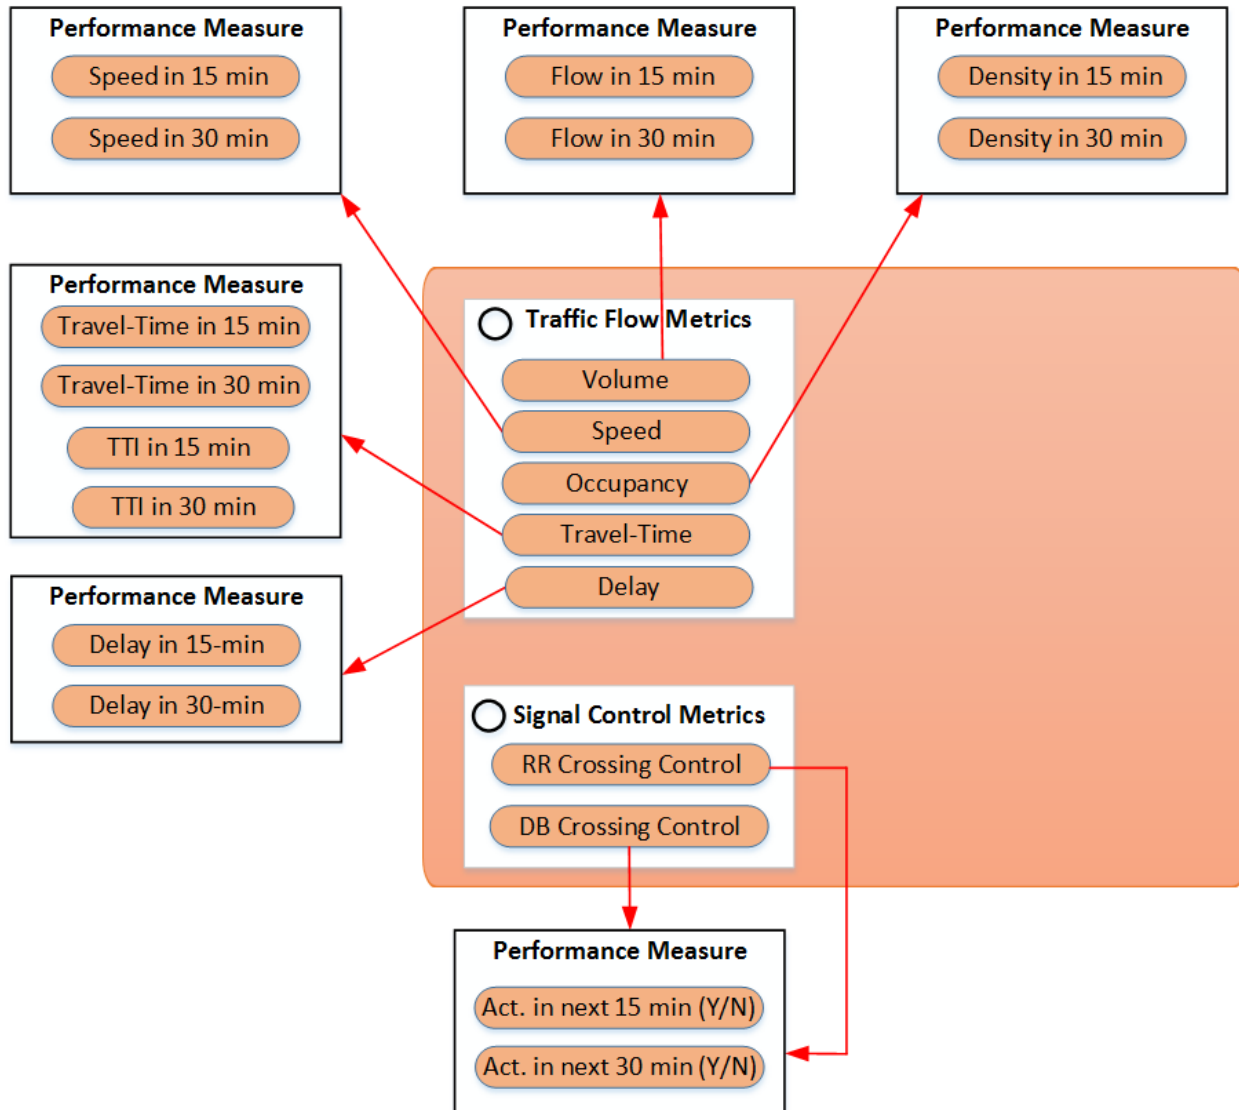 Performance Measure
Speed in 15 min
Speed in 30 min
Performance Measure
Flow in 15 min
Flow in 30 min
Performance Measure
Density in 15 min
Density in 30 min
Performance Measure
Travel-Time in 15 min
Travel-Time in 30 min
TTI in 15 min
TTI in 30 min
Traffic Flow Metrics
Volume
Speed
Occupancy
Travel-Time
Delay
Performance Measure
Delay in 15-min
Delay in 30-min
Signal Control Metrics
RR Crossing Control
DB Crossing Control
Performance Measure
Act. in next 15 min (Y/N)
Act. in next 30 min (Y/N)